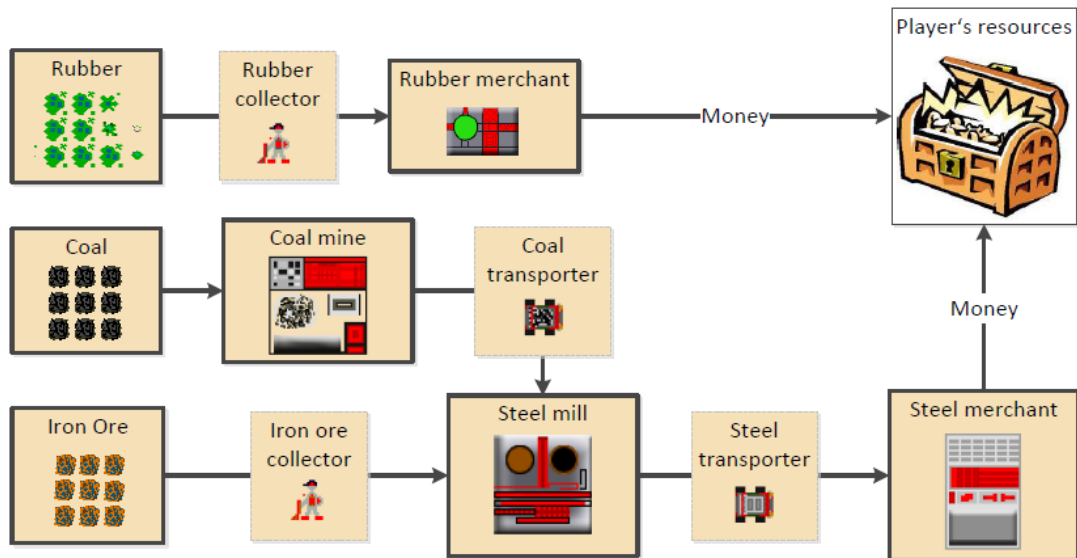 Player‘s resources
Rubber
Rubber
collector
Rubber merchant
Money
Coal
Coal mine
Coal
transporter
Money
Iron Ore
Iron ore
collector
Steel mill
Steel
transporter
Steel merchant